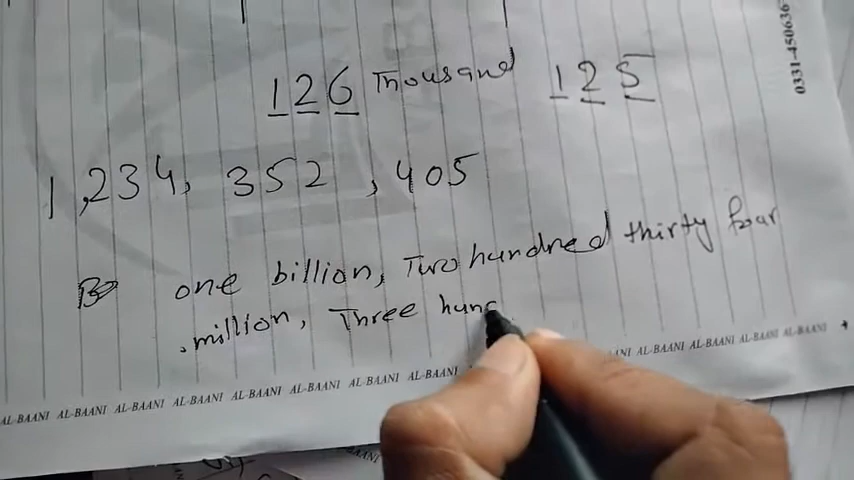 126 Thousand 125
1,234, 352 ,405
one billion, Two hundred thirty four
million, Three hun
AL-BAANI AL-BAANI AL-BAANI AL-BAANI AL-BAANI AL-BAANI AL-BAANI AL-BAANI AL-BAANI AL-BAANI AL-BAANI AL-BAANI
0331-450636